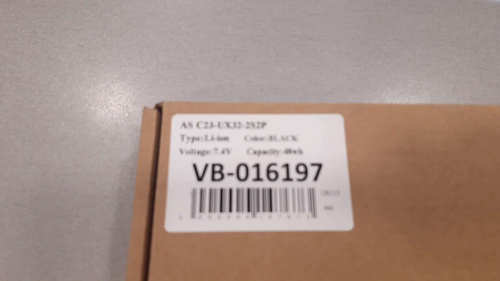 AS C23-UX32-2S2P
Type:Li-ion Color:BLACK
Voltage:7.4V Capacity:48wh
VB-016197